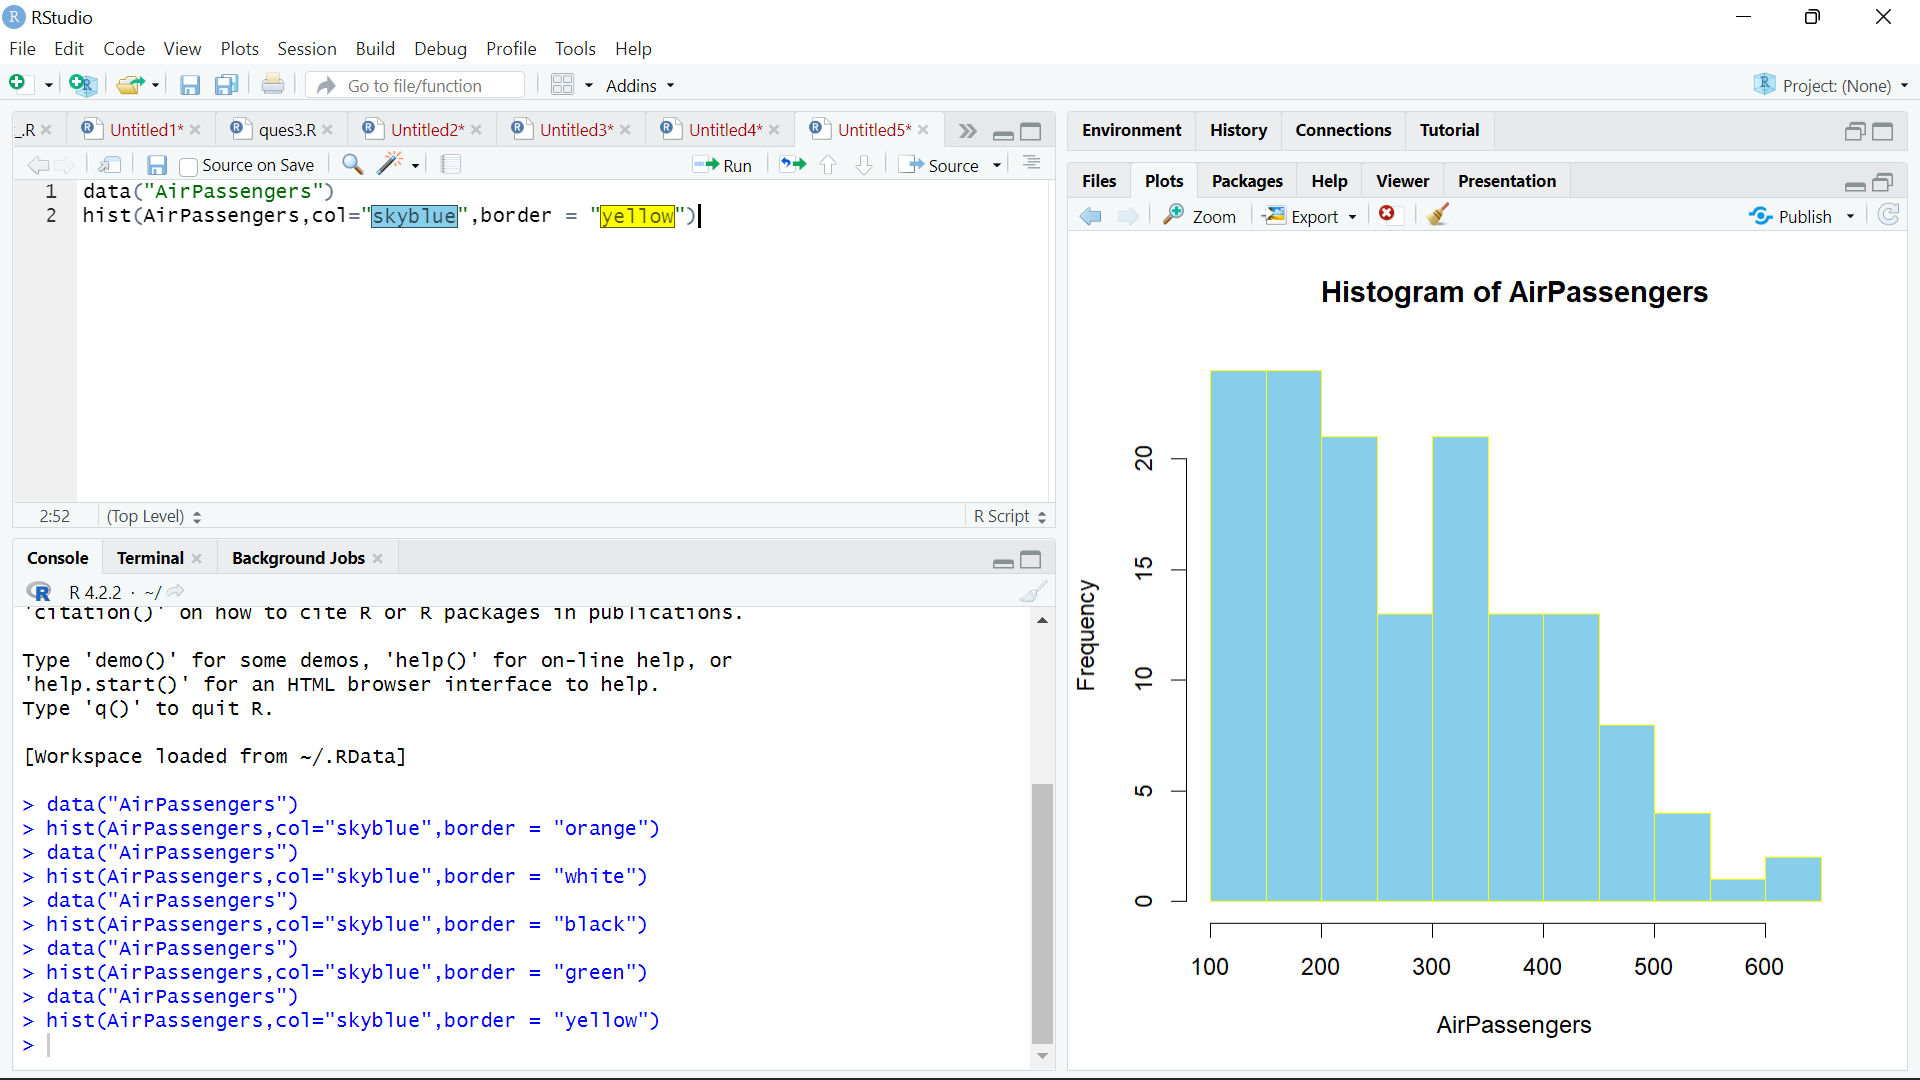 RStudio
File Edit Code View Plots Session Build Debug Profile Tools Help
Go to file/function Addins Project: (None)
_.R Untitled1* ques3.R Untitled2* Untitled3* Untitled4* Untitled5*
Source on Save Run Source
1 data("AirPassengers")
2 hist(AirPassengers,col="skyblue",border = "yellow")
2:52 (Top Level) R Script
Console Terminal Background Jobs
R 4.2.2 · ~/
'citation()' on how to cite R or R packages in publications.
Type 'demo()' for some demos, 'help()' for on-line help, or
'help.start()' for an HTML browser interface to help.
Type 'q()' to quit R.
[Workspace loaded from ~/.RData]
> data("AirPassengers")
> hist(AirPassengers,col="skyblue",border = "orange")
> data("AirPassengers")
> hist(AirPassengers,col="skyblue",border = "white")
> data("AirPassengers")
> hist(AirPassengers,col="skyblue",border = "black")
> data("AirPassengers")
> hist(AirPassengers,col="skyblue",border = "green")
> data("AirPassengers")
> hist(AirPassengers,col="skyblue",border = "yellow")
>
Environment History Connections Tutorial
Files Plots Packages Help Viewer Presentation
Zoom Export Publish
Histogram of AirPassengers
Frequency
20
15
10
5
0
100 200 300 400 500 600
AirPassengers